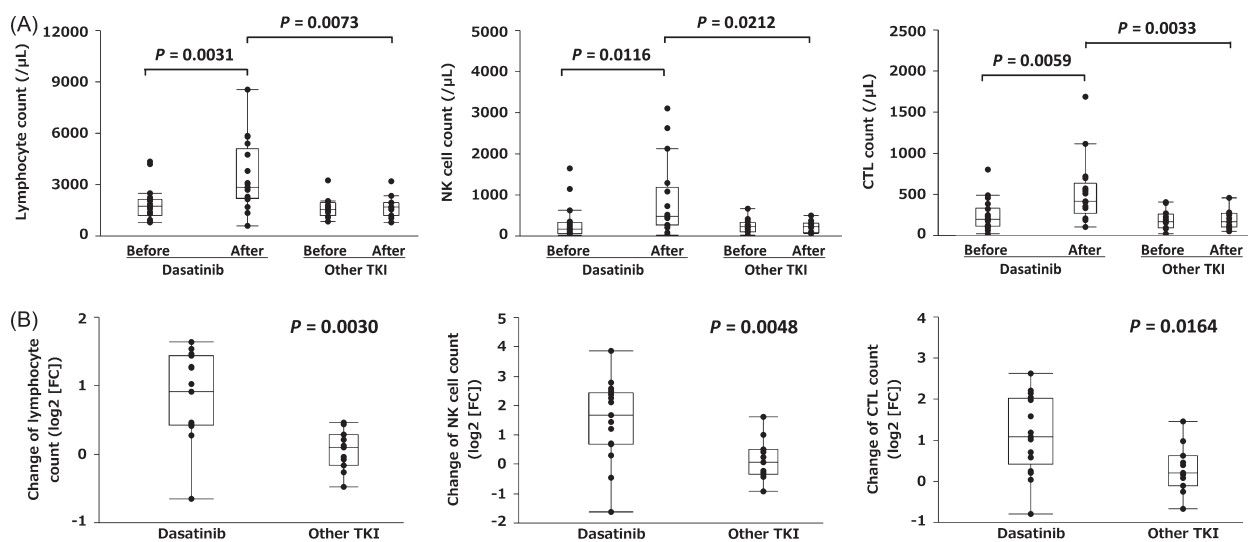 (A)
Lymphocyte count (/μL)
12000
9000
6000
3000
0
P = 0.0031
P = 0.0073
Before
After
Before
After
Dasatinib
Other TKI
NK cell count (/μL)
5000
4000
3000
2000
1000
0
P = 0.0116
P = 0.0212
Before
After
Before
After
Dasatinib
Other TKI
CTL count (/μL)
2500
2000
1500
1000
500
0
P = 0.0059
P = 0.0033
Before
After
Before
After
Dasatinib
Other TKI
(B)
Change of lymphocyte
count (log2 [FC])
2
1
0
-1
P = 0.0030
Dasatinib
Other TKI
Change of NK cell count
(log2 [FC])
5
4
3
2
1
0
-1
-2
P = 0.0048
Dasatinib
Other TKI
Change of CTL count
(log2 [FC])
4
3
2
1
0
-1
P = 0.0164
Dasatinib
Other TKI